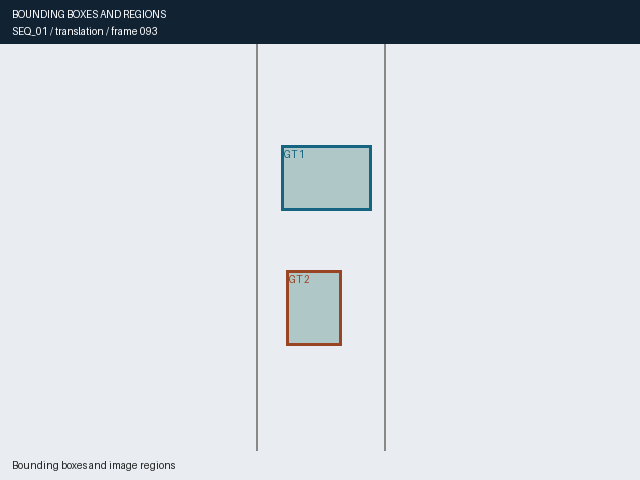 BOUNDING BOXES AND REGIONS
SEQ_01 / translation / frame 093
GT1
GT2
Bounding boxes and image regions